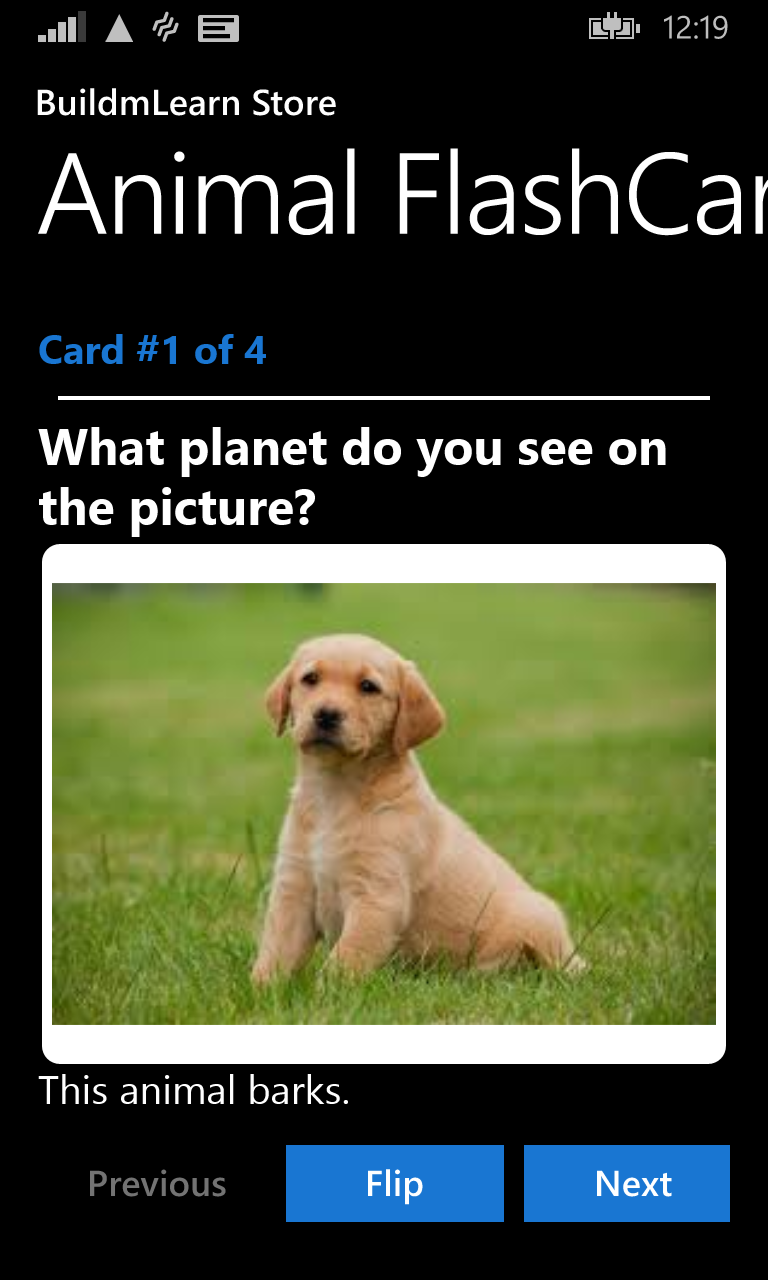 12:19
BuildmLearn Store
Animal FlashCar
Card #1 of 4
What planet do you see on
the picture?
This animal barks.
Previous Flip Next